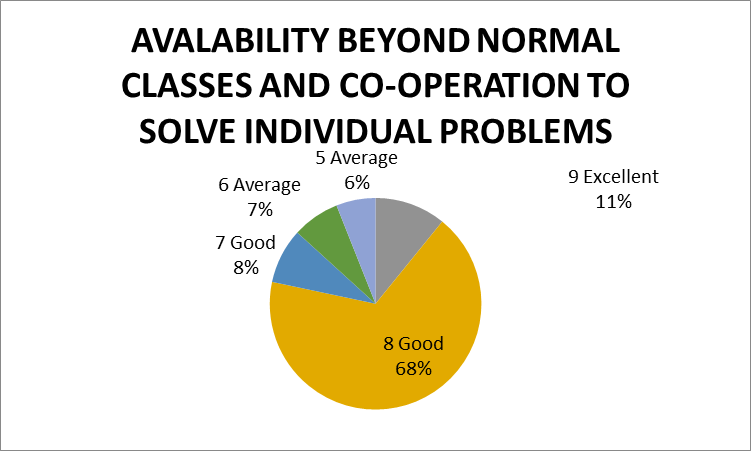 AVALABILITY BEYOND NORMAL
CLASSES AND CO-OPERATION TO
SOLVE INDIVIDUAL PROBLEMS
5 Average
6%
9 Excellent
11%
6 Average
7%
7 Good
8%
8 Good
68%